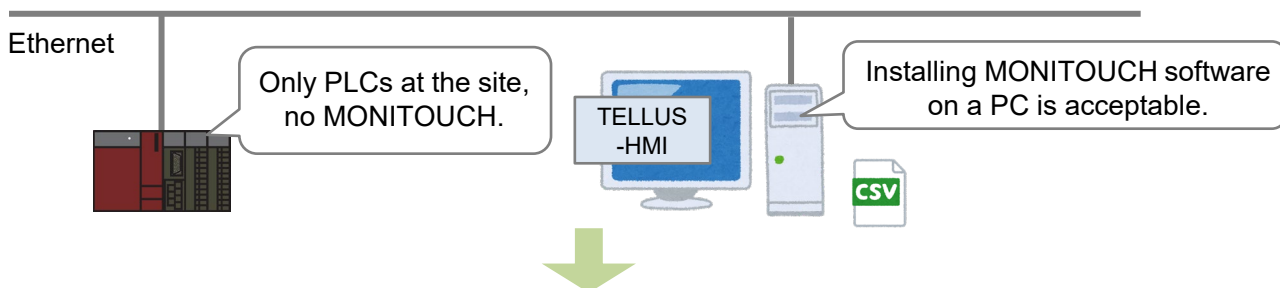 Ethernet
Only PLCs at the site,
no MONITOUCH.
TELLUS
-HMI
Installing MONITOUCH software
on a PC is acceptable.
CSV